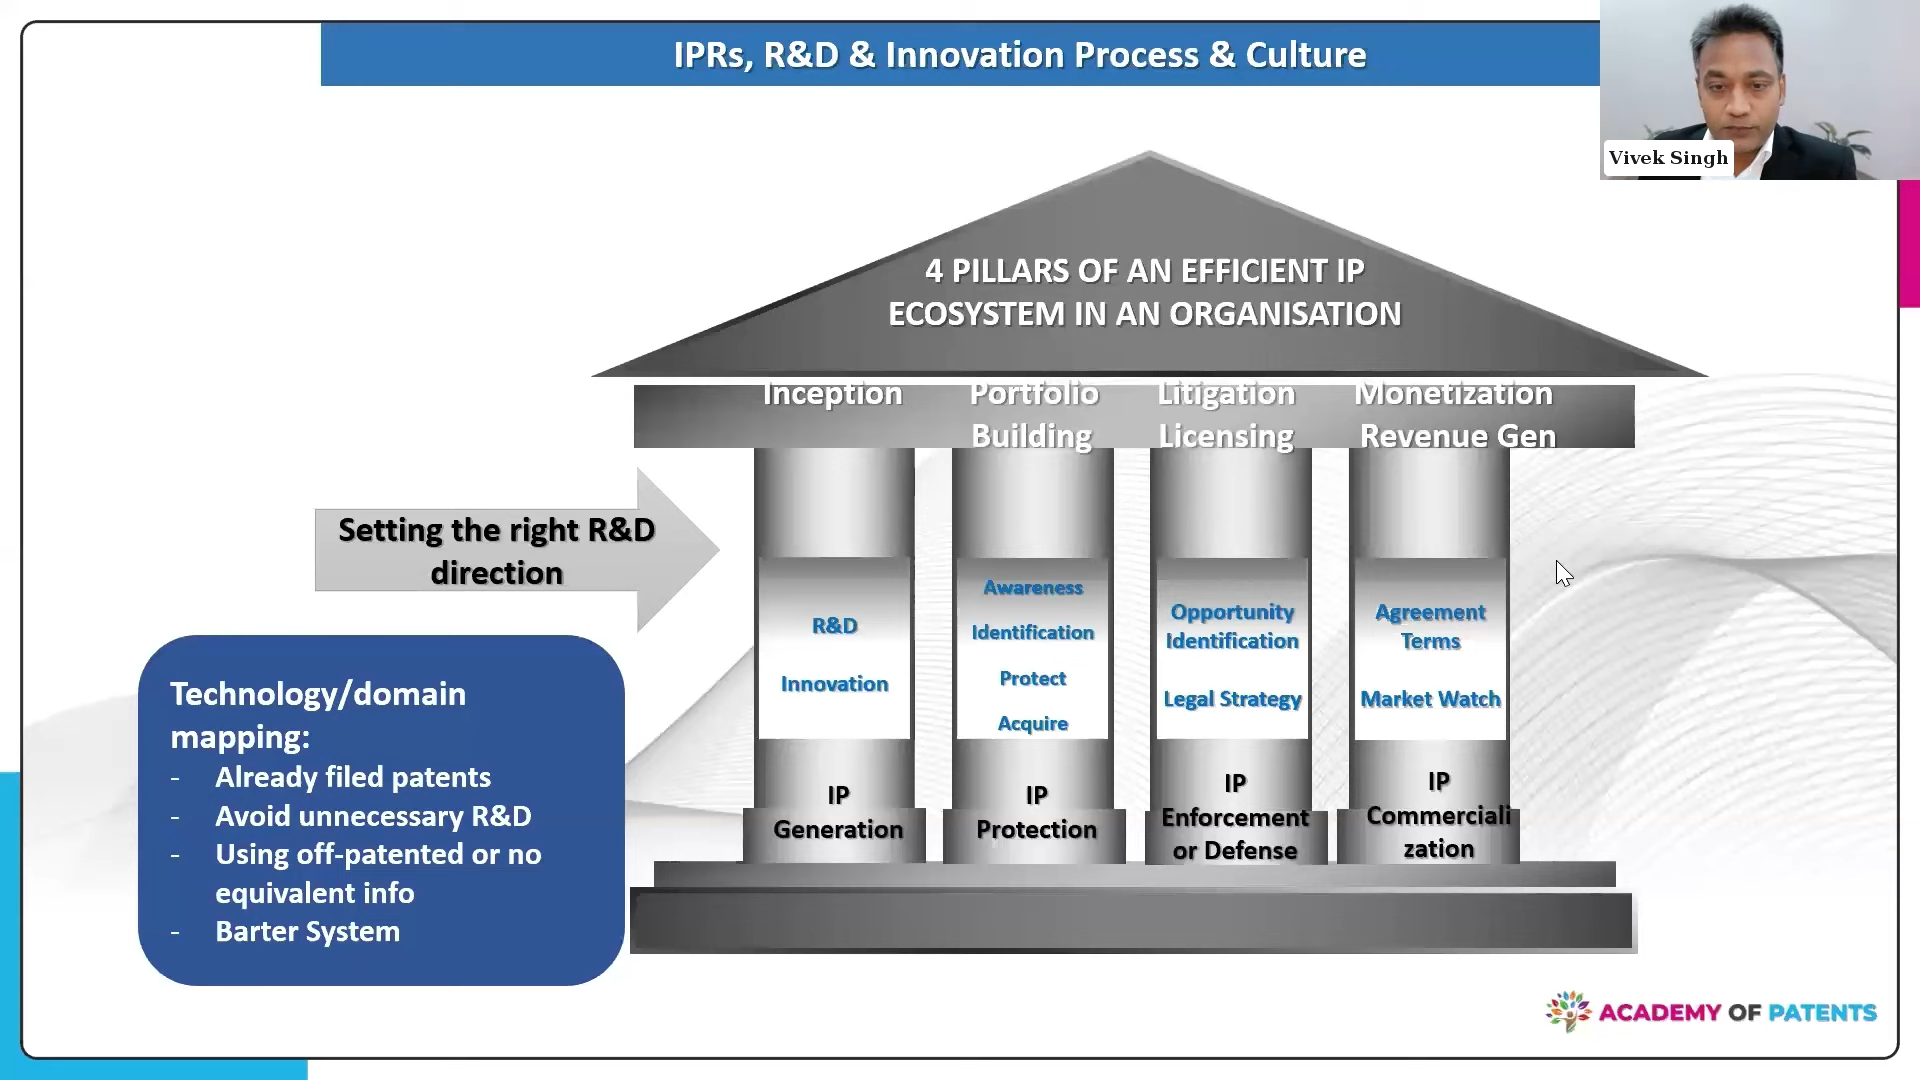 IPRs, R&D & Innovation Process & Culture
Vivek Singh
4 PILLARS OF AN EFFICIENT IP
ECOSYSTEM IN AN ORGANISATION
Inception
Portfolio
Building
Litigation
Licensing
Monetization
Revenue Gen
Setting the right R&D
direction
R&D
Innovation
Awareness
Identification
Protect
Acquire
Opportunity
Identification
Legal Strategy
Agreement
Terms
Market Watch
IP
Generation
IP
Protection
IP
Enforcement
or Defense
IP
Commerciali
zation
Technology/domain
mapping:
- Already filed patents
- Avoid unnecessary R&D
- Using off-patented or no
equivalent info
- Barter System
ACADEMY OF PATENTS